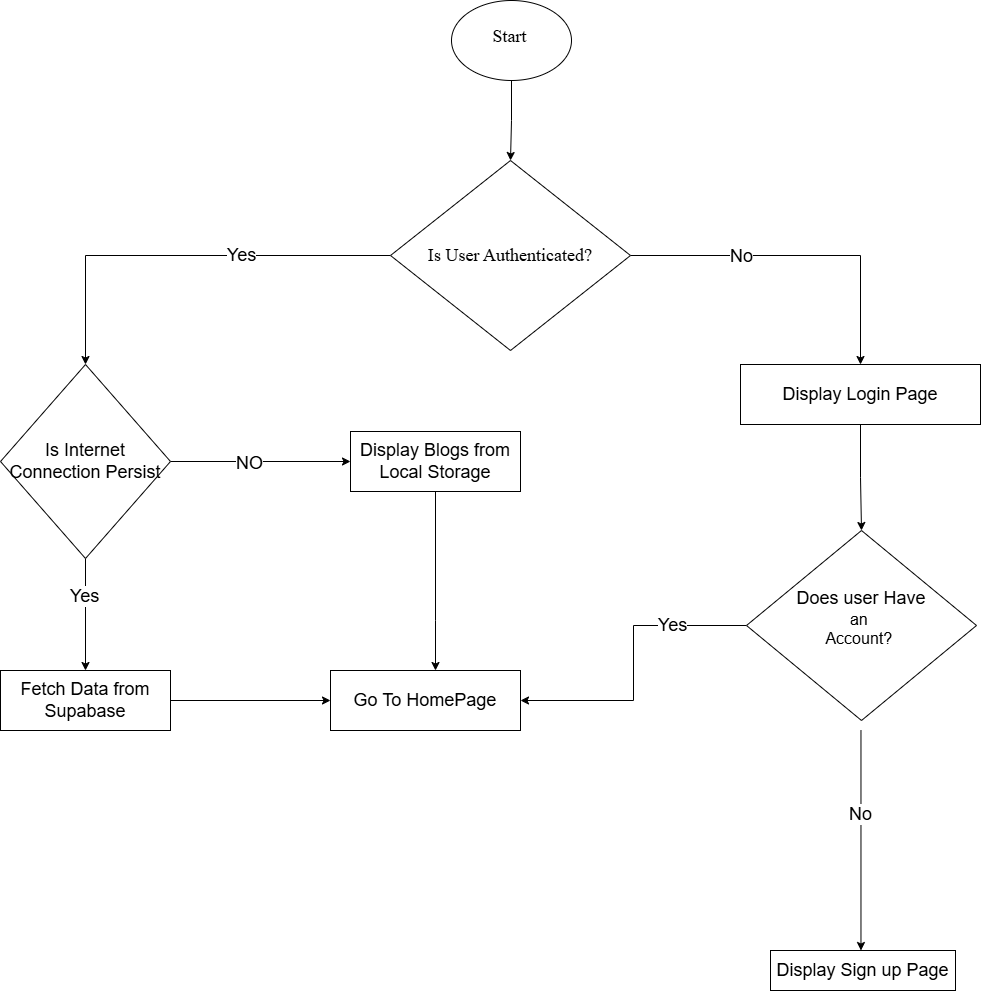 Start
Is User Authenticated?
Yes
No
Display Login Page
Is Internet
Connection Persist
NO
Display Blogs from
Local Storage
Yes
Does user Have
an
Account?
Yes
Fetch Data from
Supabase
Go To HomePage
No
Display Sign up Page